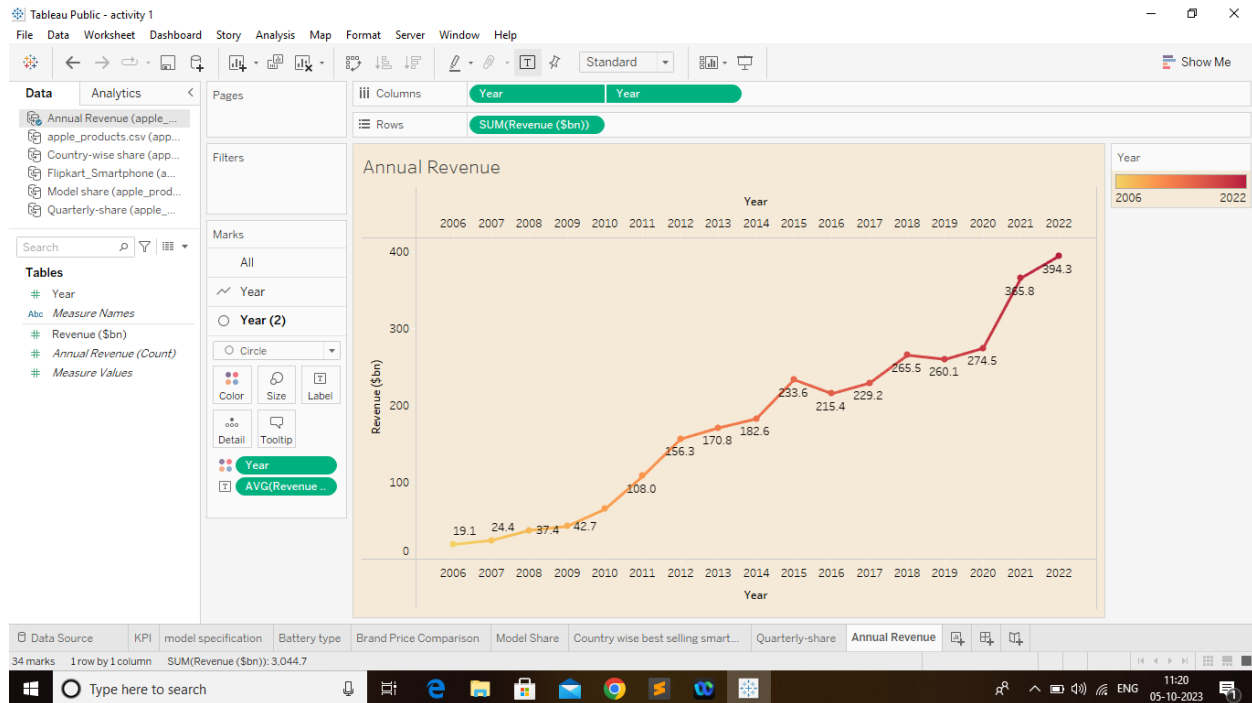 Tableau Public - activity 1
File Data Worksheet Dashboard Story Analysis Map Format Server Window Help
Standard
Show Me
Data Analytics
Annual Revenue (apple_...
apple_products.csv (app...
Country-wise share (app...
Flipkart_Smartphone (a...
Model share (apple_prod...
Quarterly-share (apple_...
Search
Tables
Year
Abc Measure Names
Revenue ($bn)
Annual Revenue (Count)
Measure Values
Pages
Filters
Marks
All
Year
Year (2)
Circle
Color Size Label
Detail Tooltip
Year
AVG(Revenue ..
Columns Year Year
Rows SUM(Revenue ($bn))
Annual Revenue
Year
2006 2007 2008 2009 2010 2011 2012 2013 2014 2015 2016 2017 2018 2019 2020 2021 2022
Revenue ($bn)
400
300
200
100
0
19.1 24.4 37.4 42.7 108.0 156.3 170.8 182.6 233.6 215.4 229.2 265.5 260.1 274.5 365.8 394.3
2006 2007 2008 2009 2010 2011 2012 2013 2014 2015 2016 2017 2018 2019 2020 2021 2022
Year
Year
2006 2022
Data Source KPI model specification Battery type Brand Price Comparison Model Share Country wise best selling smart... Quarterly-share Annual Revenue
34 marks 1 row by 1 column SUM(Revenue ($bn)): 3,044.7
Type here to search
ENG
11:20
05-10-2023
1